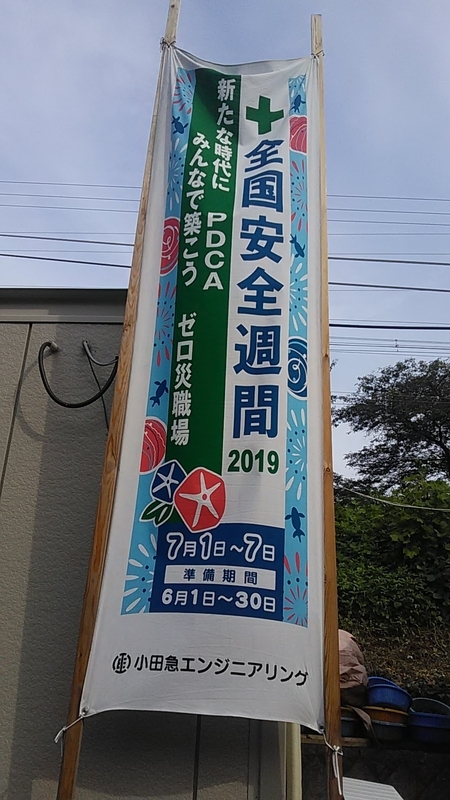 全国安全週間
2019
新たな時代に PDCA
みんなで築こう ゼロ災職場
7月1日～7日
準備期間
6月1日～30日
小田急エンジニアリング